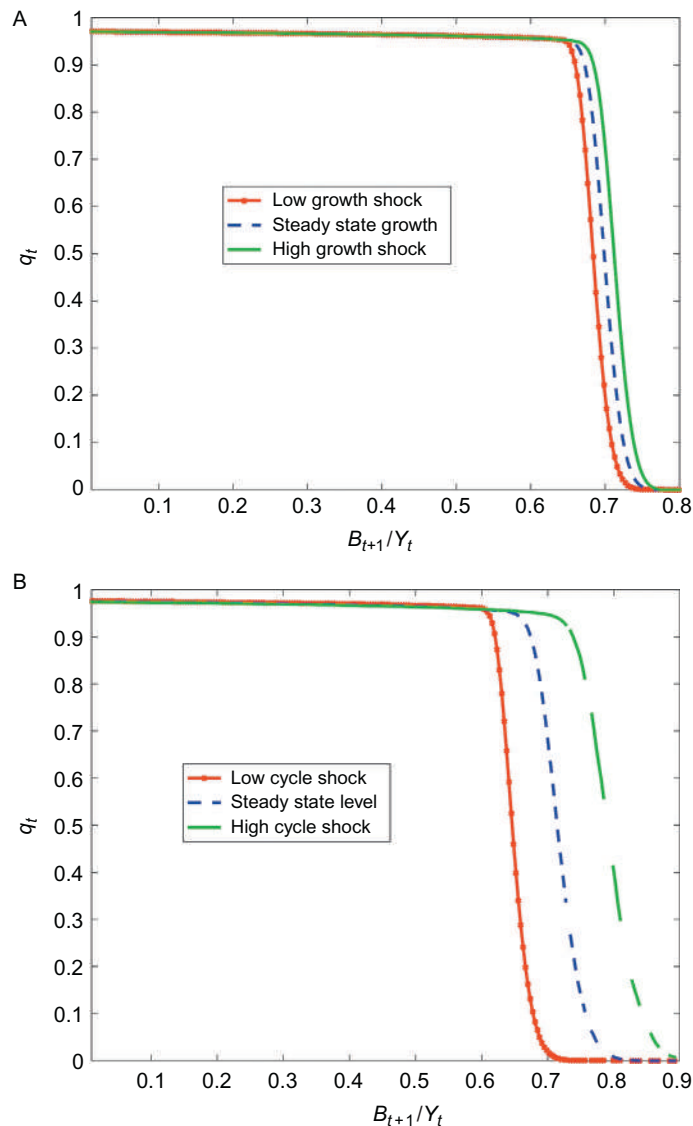 A
1
0.9
0.8
0.7
0.6
0.5
0.4
0.3
0.2
0.1
0
q_t
Low growth shock
Steady state growth
High growth shock
0.1 0.2 0.3 0.4 0.5 0.6 0.7 0.8
B_{t+1}/Y_t
B
1
0.9
0.8
0.7
0.6
0.5
0.4
0.3
0.2
0.1
0
q_t
Low cycle shock
Steady state level
High cycle shock
0.1 0.2 0.3 0.4 0.5 0.6 0.7 0.8 0.9
B_{t+1}/Y_t